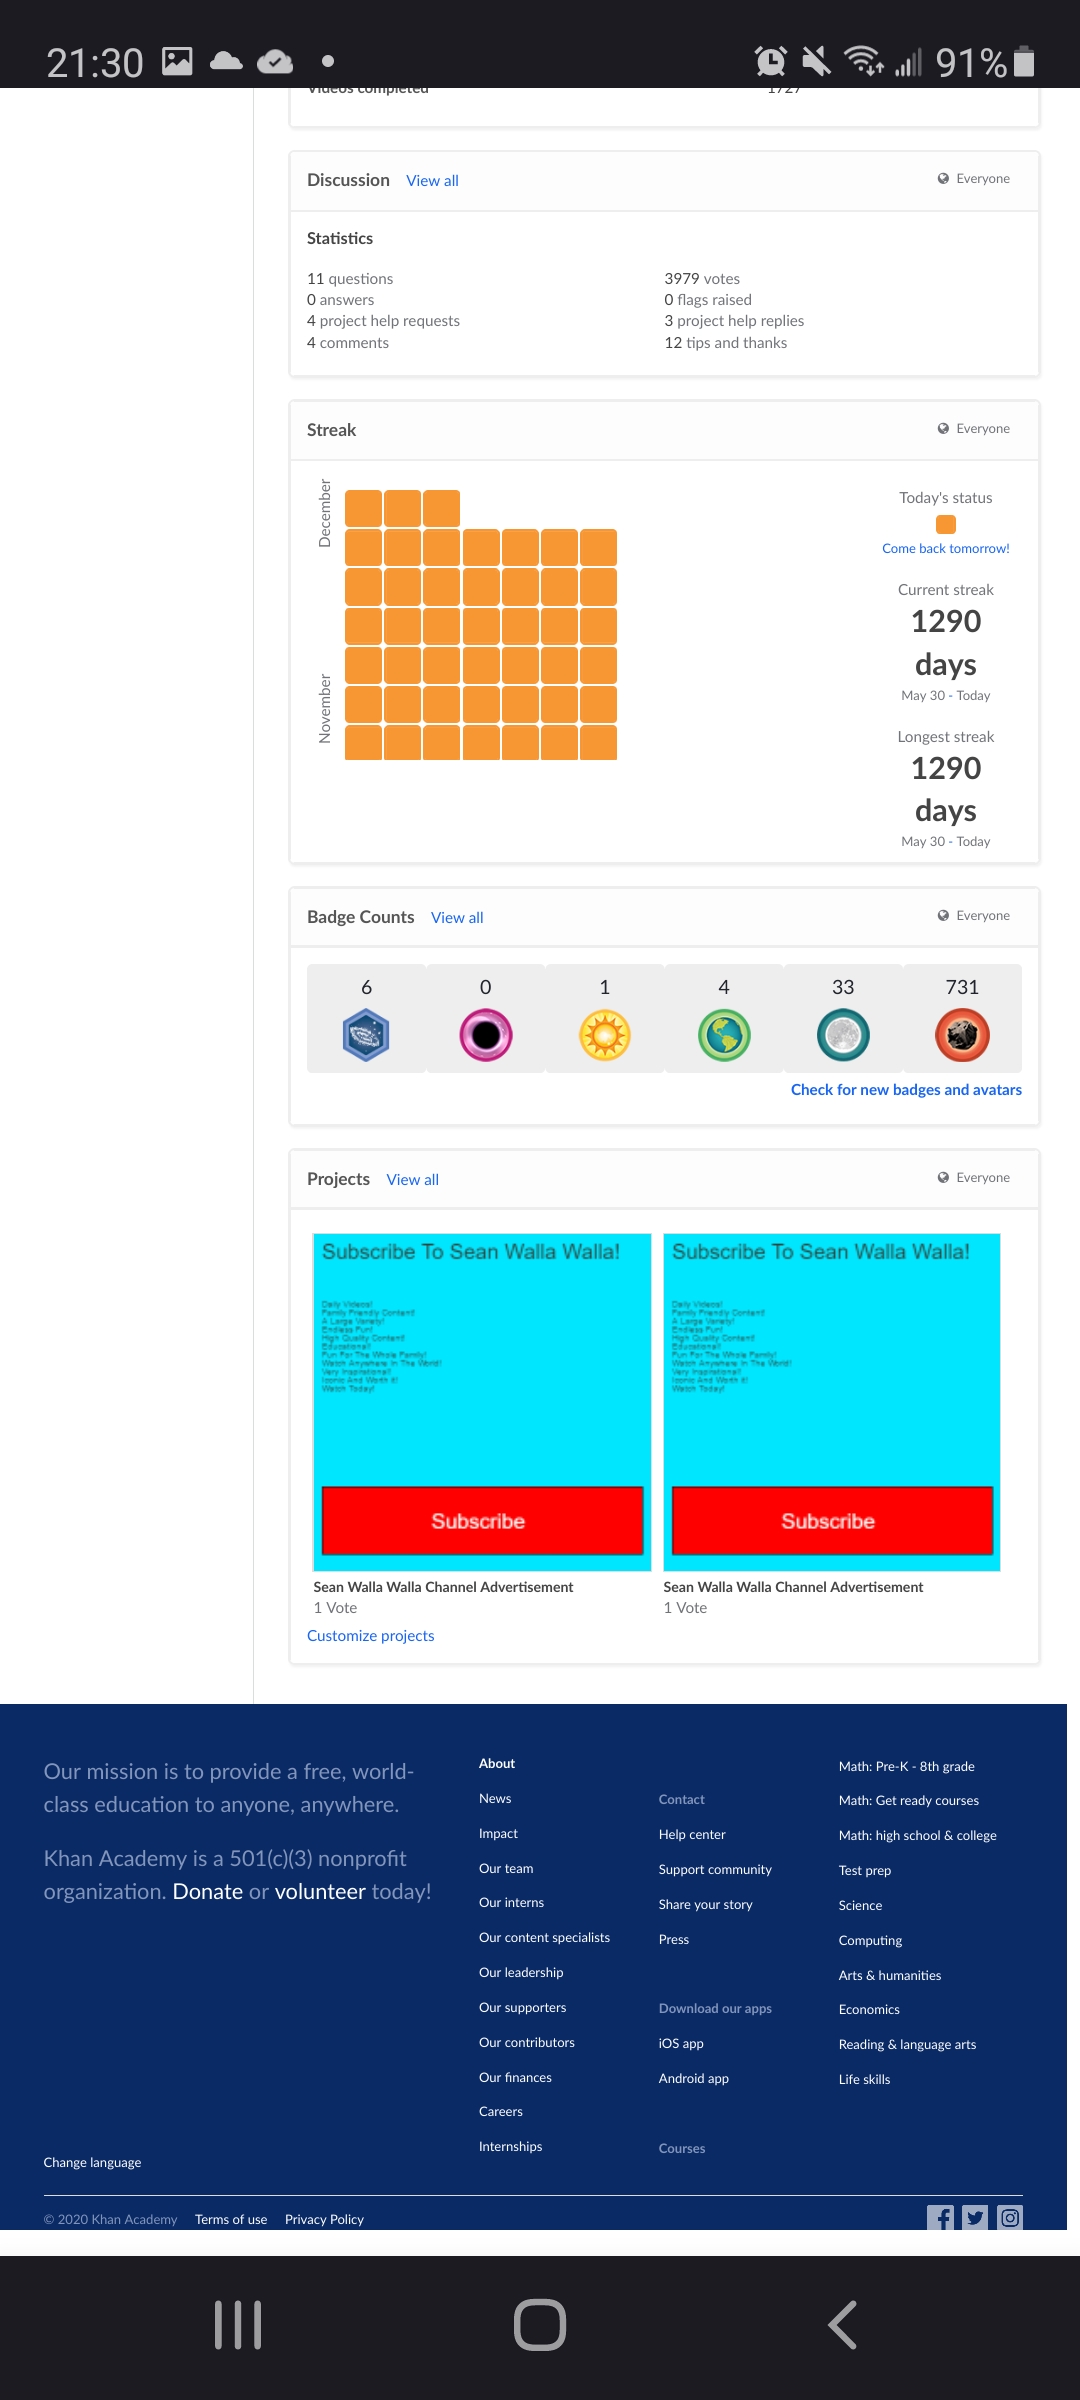 21:30
91%
Videos completed 1727
Discussion View all Everyone
Statistics
11 questions 3979 votes
0 answers 0 flags raised
4 project help requests 3 project help replies
4 comments 12 tips and thanks
Streak Everyone
December
November
Today's status
Come back tomorrow!
Current streak
1290
days
May 30 - Today
Longest streak
1290
days
May 30 - Today
Badge Counts View all Everyone
6 0 1 4 33 731
Check for new badges and avatars
Projects View all Everyone
Subscribe To Sean Walla Walla!
Daily Videos!
Family Friendly Content!
A Large Variety!
Endless Fun!
High Quality Content!
Educational!
Fun For The Whole Family!
Watch Anywhere In The World!
Very Inspirational!
Iconic And Worth It!
Watch Today!
Subscribe
Sean Walla Walla Channel Advertisement
1 Vote
Subscribe To Sean Walla Walla!
Daily Videos!
Family Friendly Content!
A Large Variety!
Endless Fun!
High Quality Content!
Educational!
Fun For The Whole Family!
Watch Anywhere In The World!
Very Inspirational!
Iconic And Worth It!
Watch Today!
Subscribe
Sean Walla Walla Channel Advertisement
1 Vote
Customize projects
Our mission is to provide a free, world-
class education to anyone, anywhere.
Khan Academy is a 501(c)(3) nonprofit
organization. Donate or volunteer today!
Change language
About
News
Impact
Our team
Our interns
Our content specialists
Our leadership
Our supporters
Our contributors
Our finances
Careers
Internships
Contact
Help center
Support community
Share your story
Press
Download our apps
iOS app
Android app
Courses
Math: Pre-K - 8th grade
Math: Get ready courses
Math: high school & college
Test prep
Science
Computing
Arts & humanities
Economics
Reading & language arts
Life skills
© 2020 Khan Academy Terms of use Privacy Policy